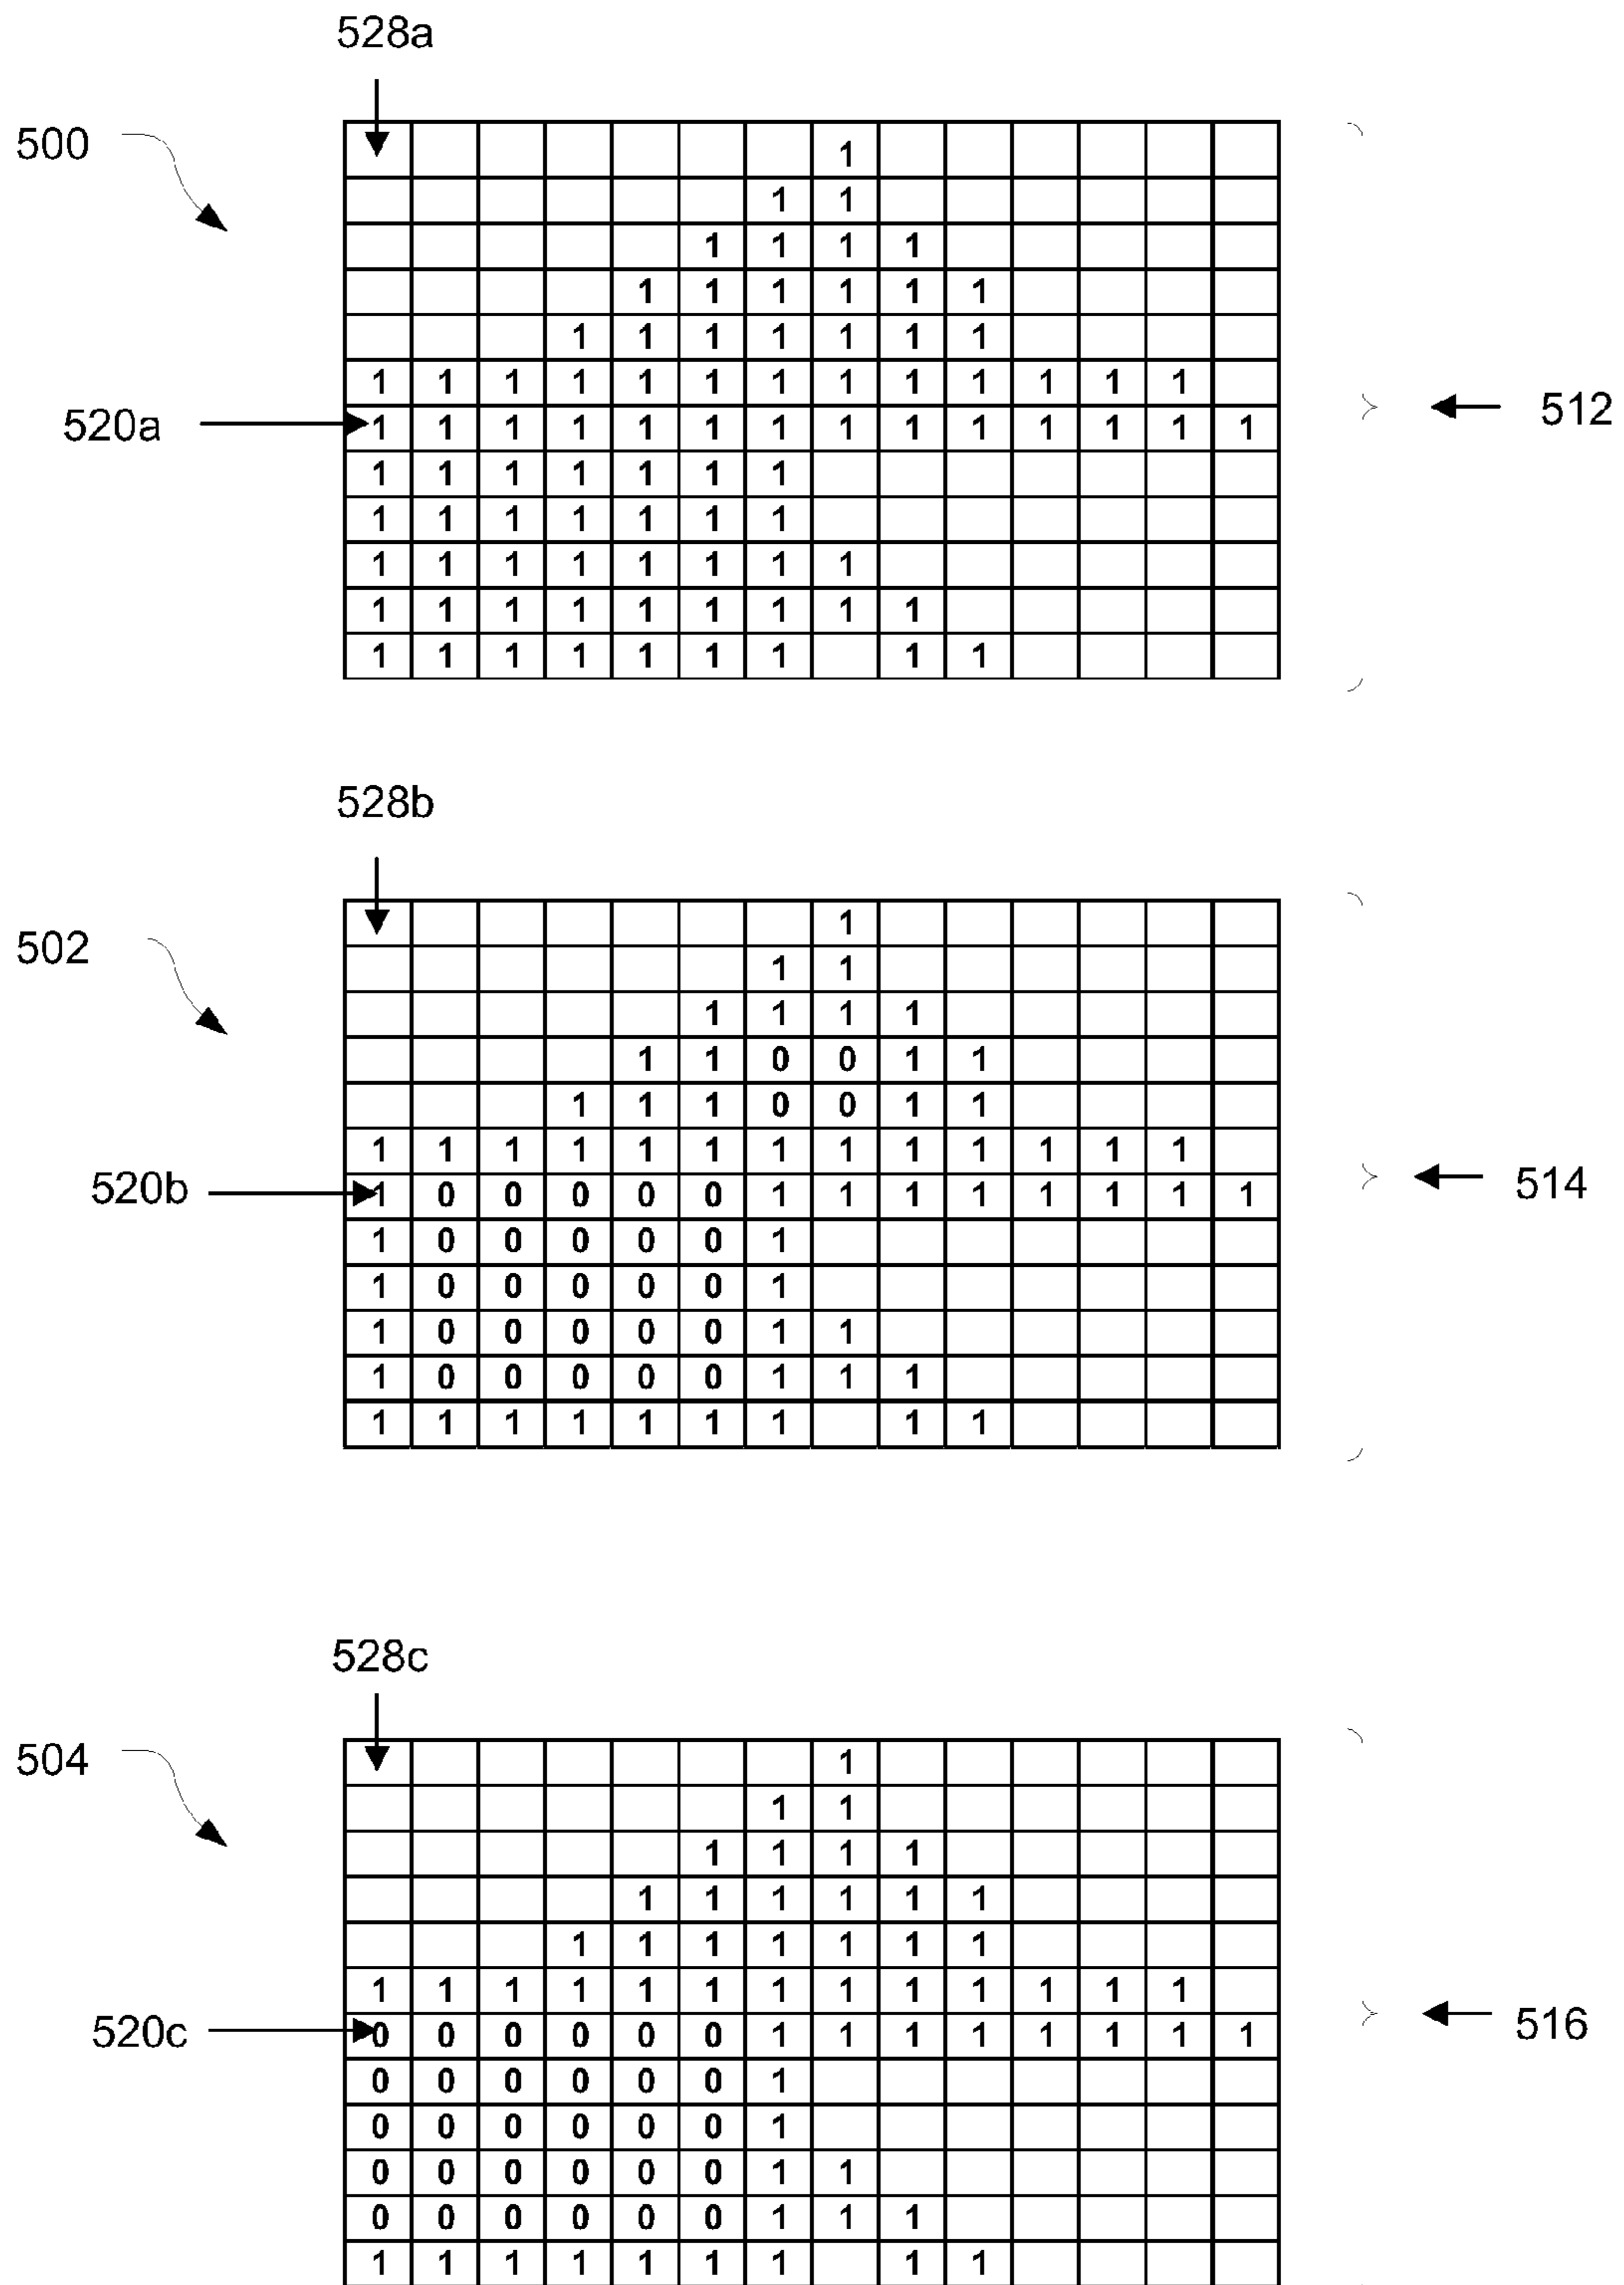 528a
500
1
1 1
1 1 1 1
1 1 1 1 1 1
1 1 1 1 1 1 1
1 1 1 1 1 1 1 1 1 1 1 1 1
520a 1 1 1 1 1 1 1 1 1 1 1 1 1 1 512
1 1 1 1 1 1 1
1 1 1 1 1 1 1
1 1 1 1 1 1 1 1
1 1 1 1 1 1 1 1 1
1 1 1 1 1 1 1 1 1
528b
502
1
1 1
1 1 1 1
1 1 0 0 1 1
1 1 1 0 0 1 1
1 1 1 1 1 1 1 1 1 1 1 1 1
520b 1 0 0 0 0 0 1 1 1 1 1 1 1 1 514
1 0 0 0 0 0 1
1 0 0 0 0 0 1
1 0 0 0 0 0 1 1
1 0 0 0 0 0 1 1 1
1 1 1 1 1 1 1 1 1
528c
504
1
1 1
1 1 1 1
1 1 1 1 1 1
1 1 1 1 1 1 1
1 1 1 1 1 1 1 1 1 1 1 1 1
520c 0 0 0 0 0 0 1 1 1 1 1 1 1 1 516
0 0 0 0 0 0 1
0 0 0 0 0 0 1
0 0 0 0 0 0 1 1
0 0 0 0 0 0 1 1 1
1 1 1 1 1 1 1 1 1